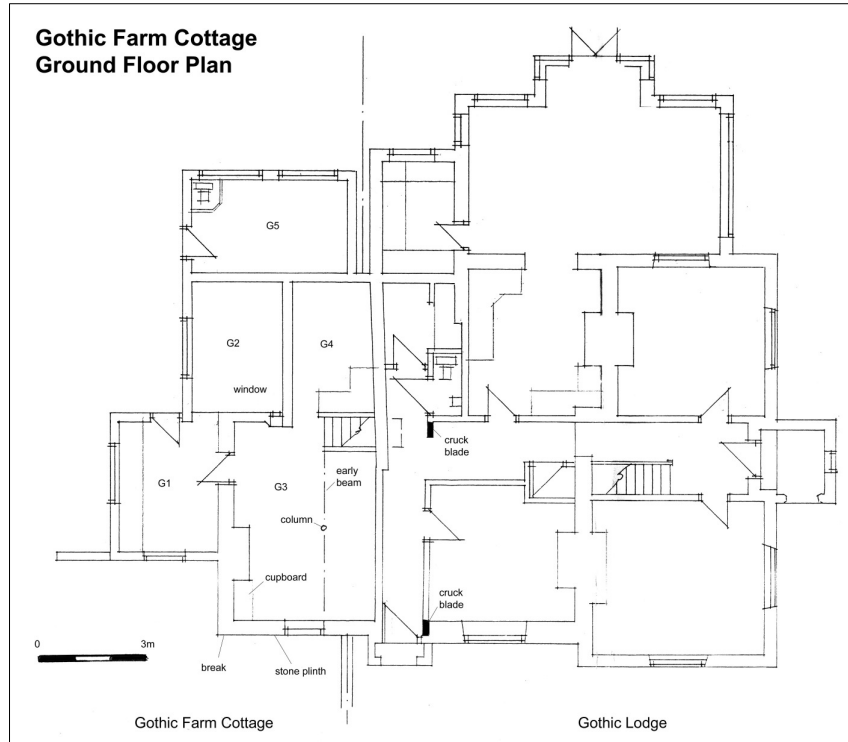 Gothic Farm Cottage
Ground Floor Plan
G5
G2
G4
window
cruck
blade
G1
G3
early
beam
column
cupboard
cruck
blade
0
3m
break
stone plinth
Gothic Farm Cottage
Gothic Lodge